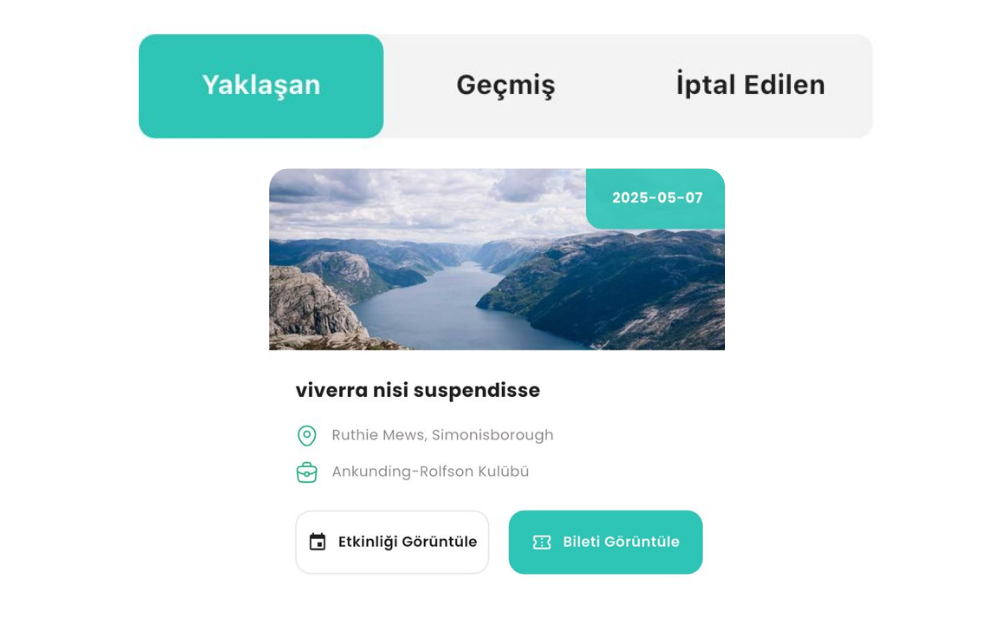 Yaklaşan
Geçmiş
İptal Edilen
2025-05-07
viverra nisi suspendisse
Ruthie Mews, Simonisborough
Ankunding-Rolfson Kulübü
Etkinliği Görüntüle
Bileti Görüntüle